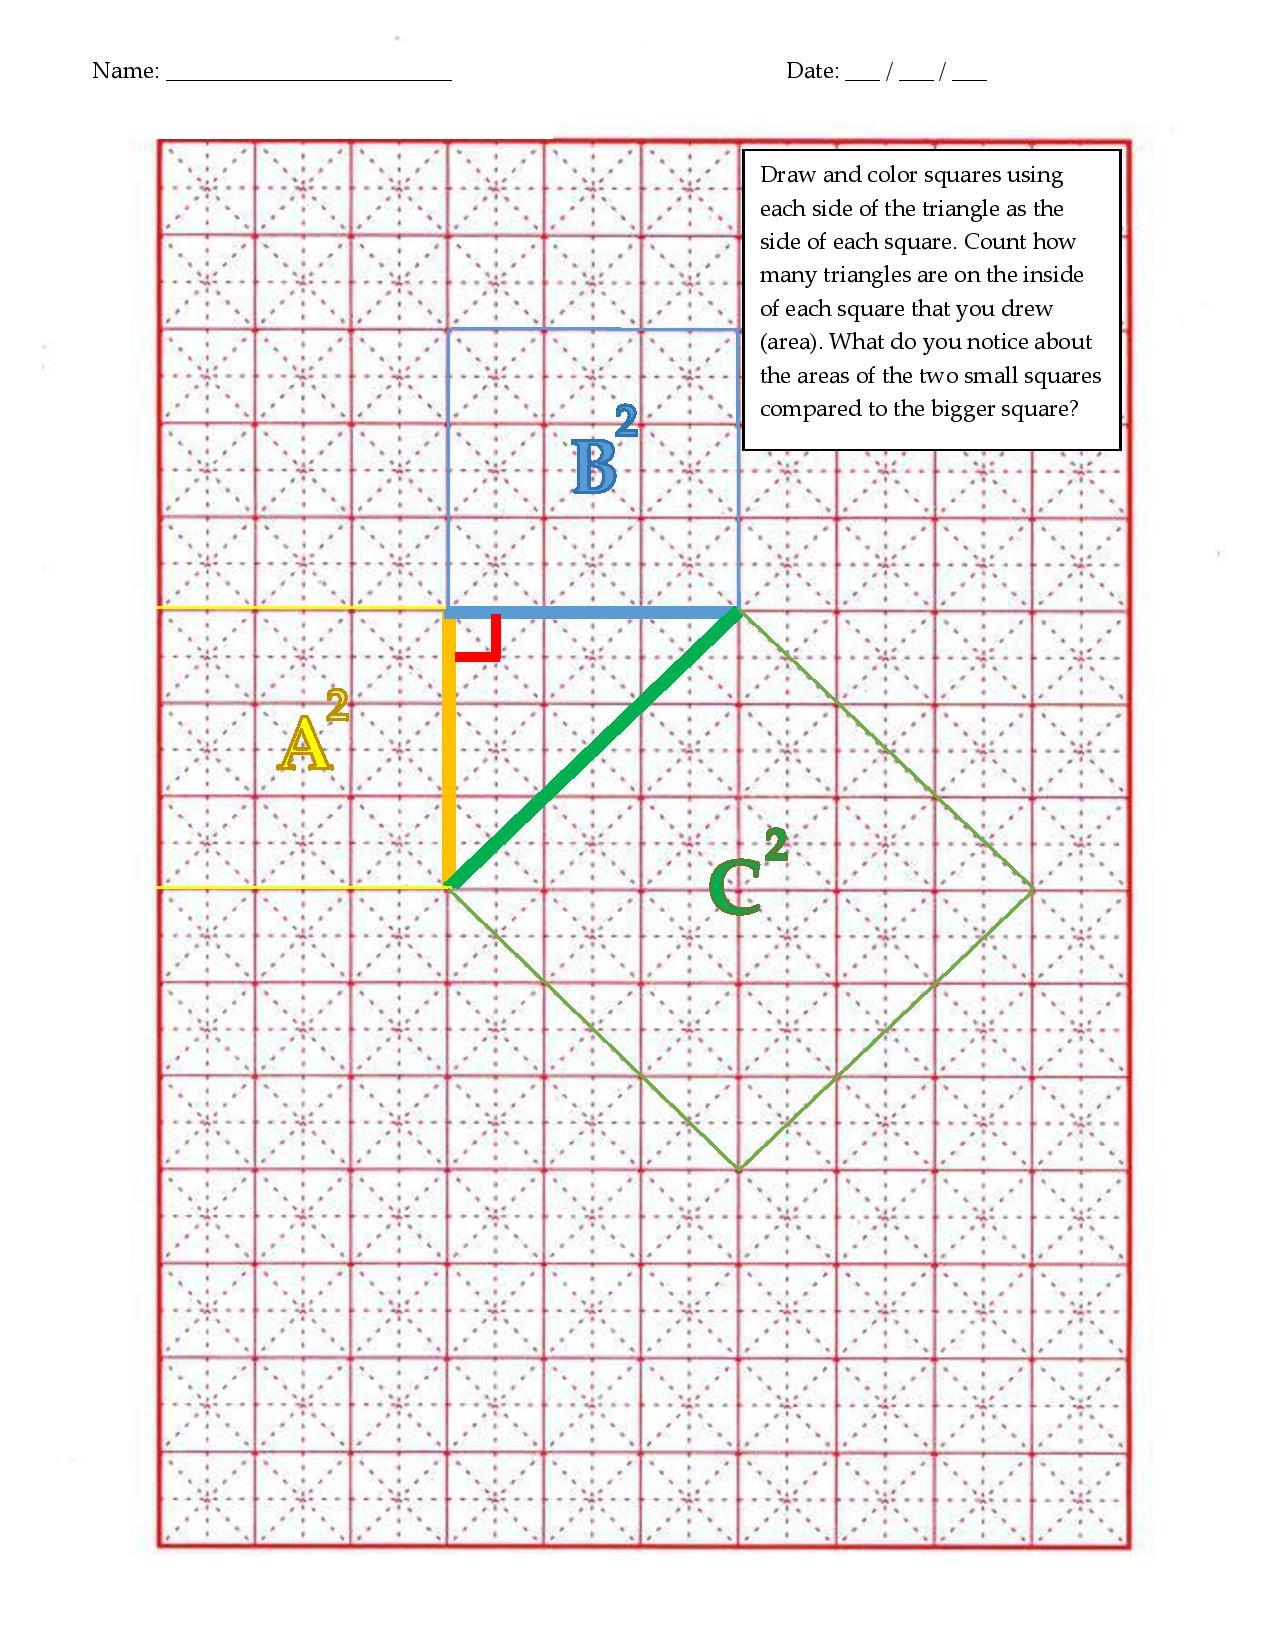 Name: ________________________ Date: ___ / ___ / ___
Draw and color squares using
each side of the triangle as the
side of each square. Count how
many triangles are on the inside
of each square that you drew
(area). What do you notice about
the areas of the two small squares
compared to the bigger square?
B²
A²
C²